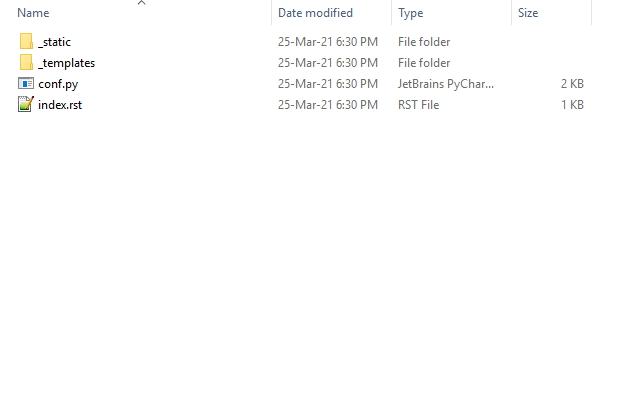 Name Date modified Type Size
_static 25-Mar-21 6:30 PM File folder
_templates 25-Mar-21 6:30 PM File folder
conf.py 25-Mar-21 6:30 PM JetBrains PyChar... 2 KB
index.rst 25-Mar-21 6:30 PM RST File 1 KB